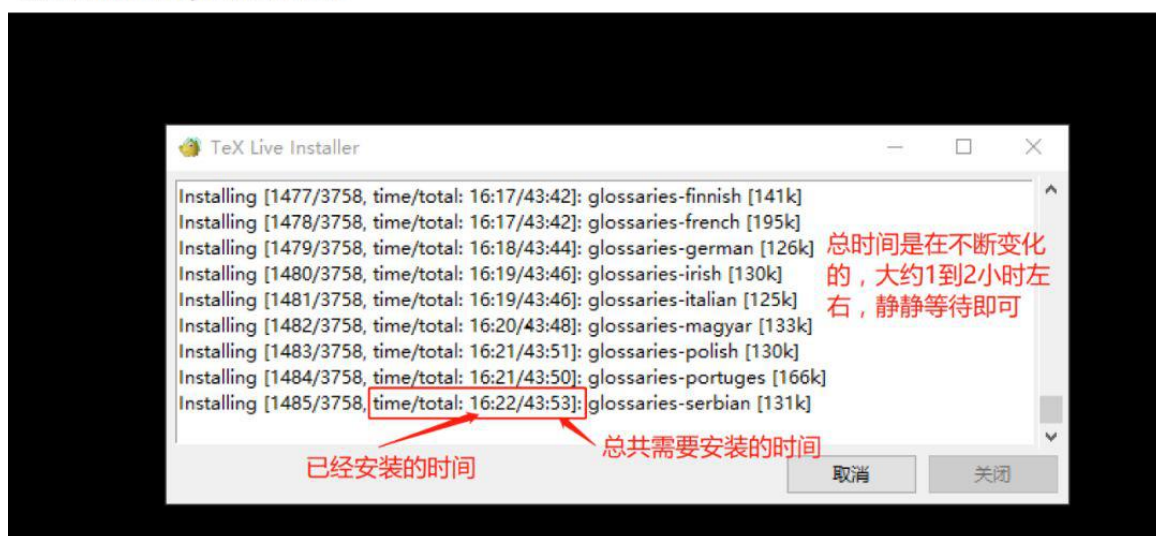 TeX Live Installer
Installing [1477/3758, time/total: 16:17/43:42]: glossaries-finnish [141k]
Installing [1478/3758, time/total: 16:17/43:42]: glossaries-french [195k]
Installing [1479/3758, time/total: 16:18/43:44]: glossaries-german [126k]
Installing [1480/3758, time/total: 16:19/43:46]: glossaries-irish [130k]
Installing [1481/3758, time/total: 16:19/43:46]: glossaries-italian [125k]
Installing [1482/3758, time/total: 16:20/43:48]: glossaries-magyar [133k]
Installing [1483/3758, time/total: 16:21/43:51]: glossaries-polish [130k]
Installing [1484/3758, time/total: 16:21/43:50]: glossaries-portuges [166k]
Installing [1485/3758, time/total: 16:22/43:53]: glossaries-serbian [131k]
总时间是在不断变化
的，大约1到2小时左
右，静静等待即可
已经安装的时间
总共需要安装的时间
取消
关闭